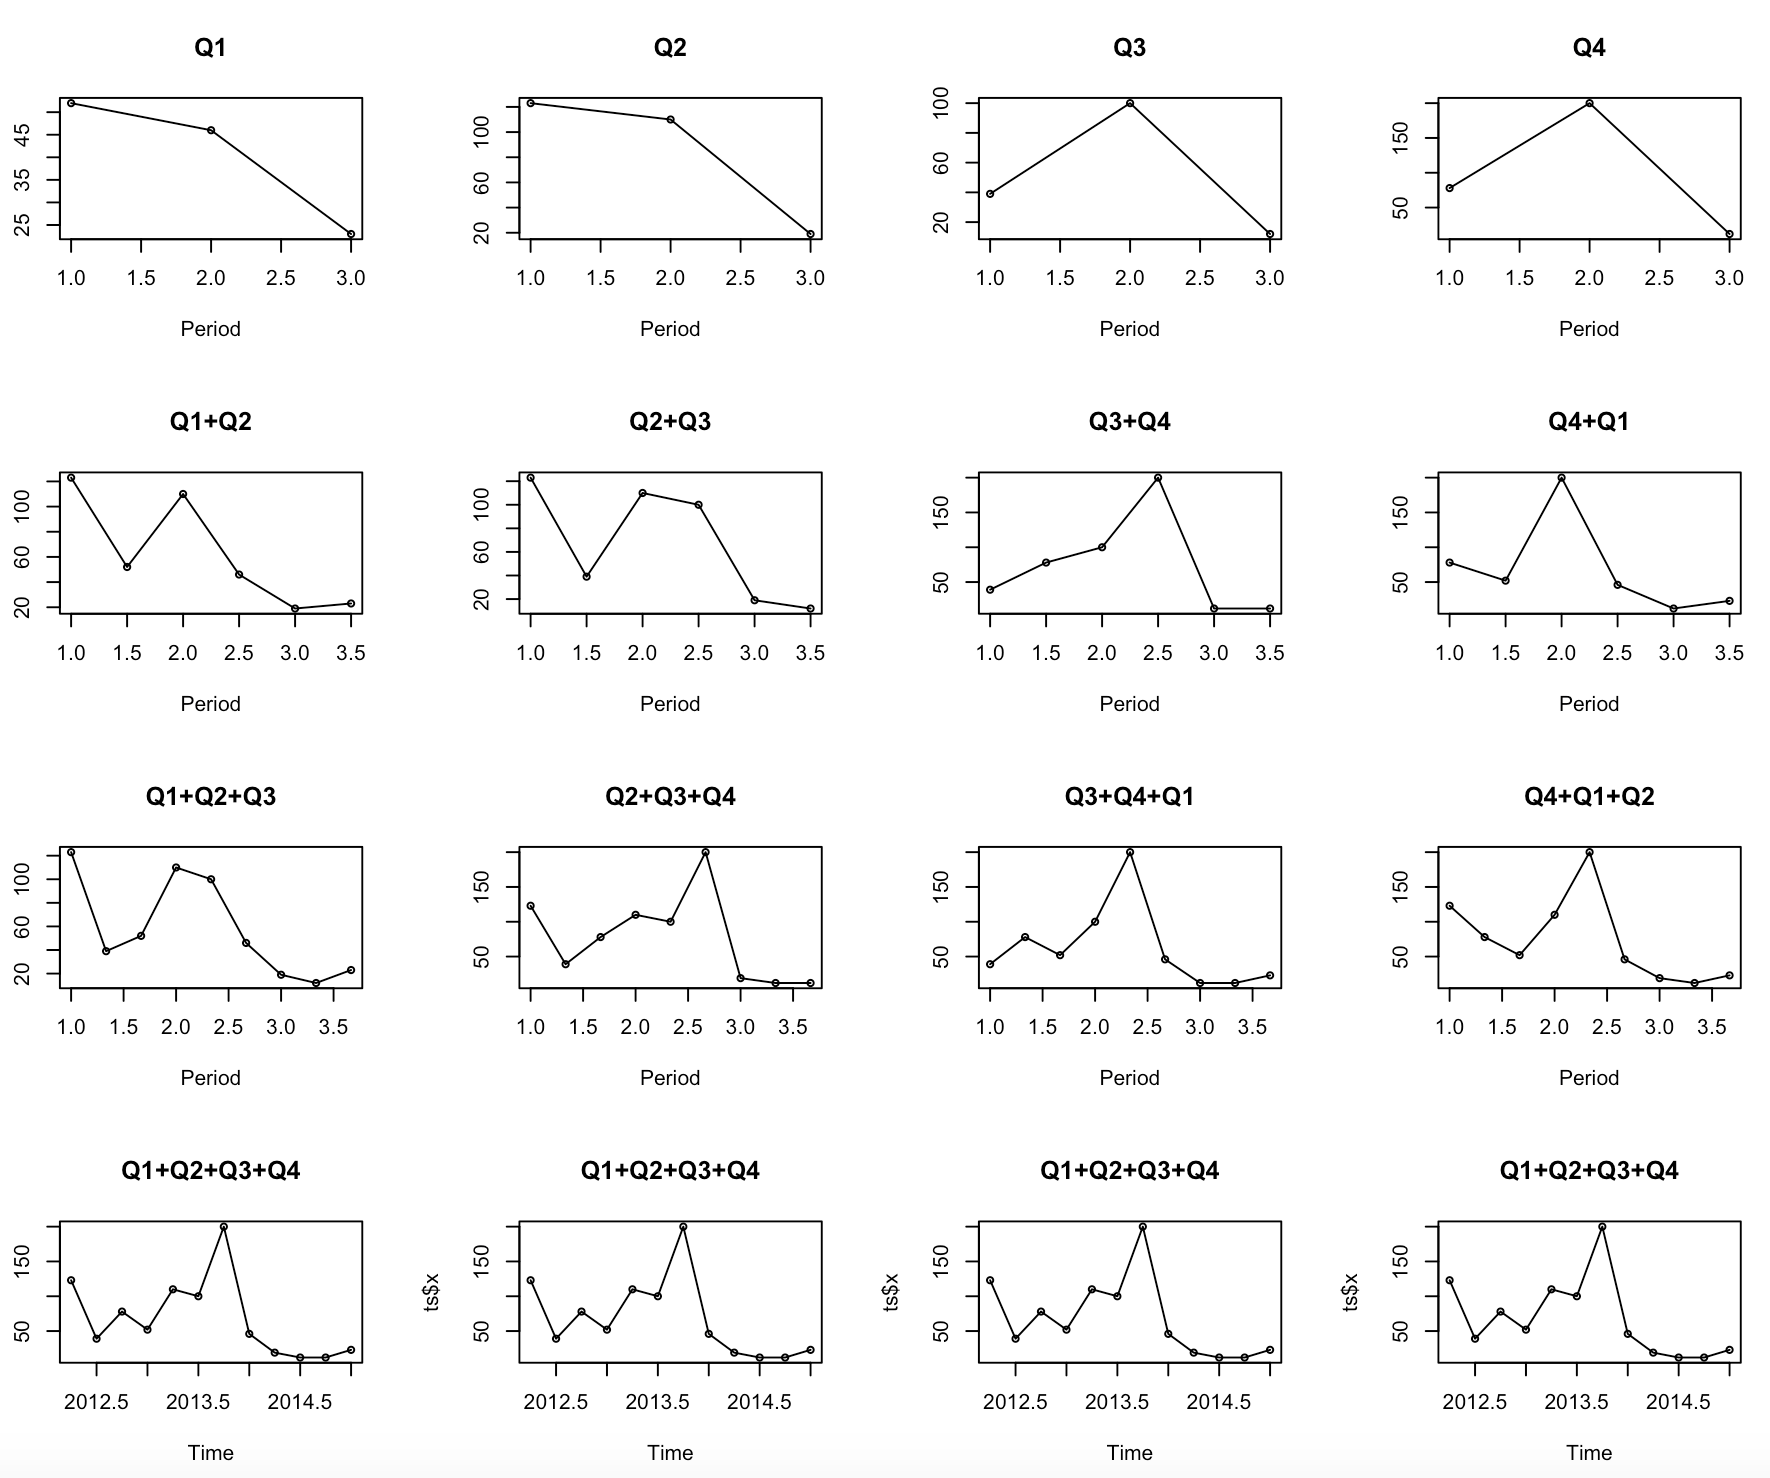 Q1 Q2 Q3 Q4
45 100 100 150
35 60 60 50
25 20 20
1.0 1.5 2.0 2.5 3.0 1.0 1.5 2.0 2.5 3.0 1.0 1.5 2.0 2.5 3.0 1.0 1.5 2.0 2.5 3.0
Period Period Period Period
Q1+Q2 Q2+Q3 Q3+Q4 Q4+Q1
100 100 150 150
60 60 50 50
20 20
1.0 1.5 2.0 2.5 3.0 3.5 1.0 1.5 2.0 2.5 3.0 3.5 1.0 1.5 2.0 2.5 3.0 3.5 1.0 1.5 2.0 2.5 3.0 3.5
Period Period Period Period
Q1+Q2+Q3 Q2+Q3+Q4 Q3+Q4+Q1 Q4+Q1+Q2
100 150 150 150
60 50 50 50
20
1.0 1.5 2.0 2.5 3.0 3.5 1.0 1.5 2.0 2.5 3.0 3.5 1.0 1.5 2.0 2.5 3.0 3.5 1.0 1.5 2.0 2.5 3.0 3.5
Period Period Period Period
Q1+Q2+Q3+Q4 Q1+Q2+Q3+Q4 Q1+Q2+Q3+Q4 Q1+Q2+Q3+Q4
150 150 150 150
ts$x ts$x ts$x
50 50 50 50
2012.5 2013.5 2014.5 2012.5 2013.5 2014.5 2012.5 2013.5 2014.5 2012.5 2013.5 2014.5
Time Time Time Time